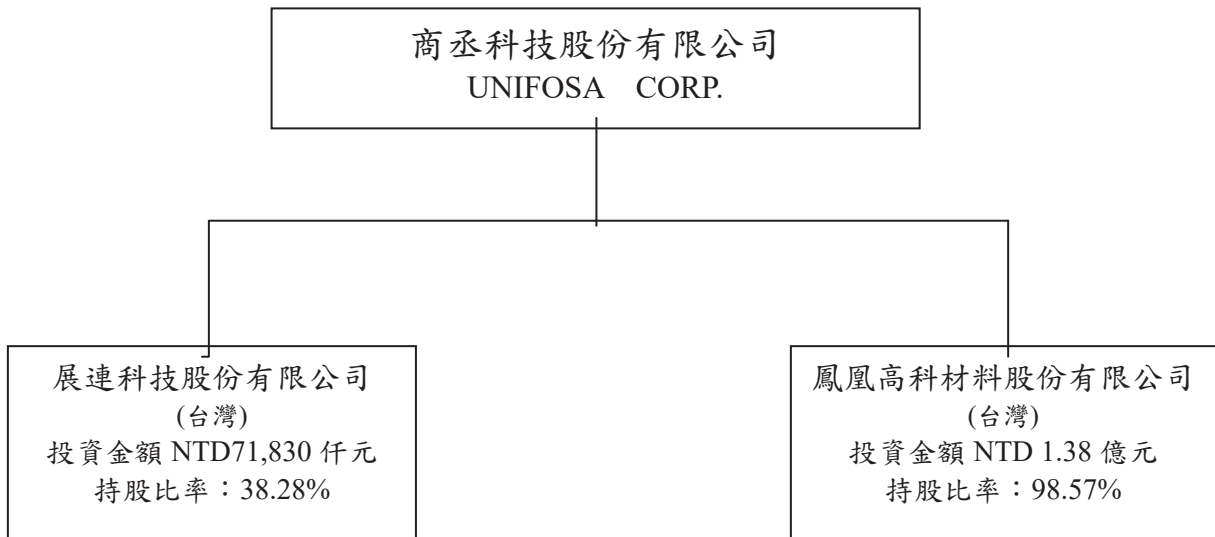 商丞科技股份有限公司
UNIFOSA CORP.
展連科技股份有限公司
(台灣)
投資金額 NTD71,830 仟元
持股比率：38.28%
鳳凰高科材料股份有限公司
(台灣)
投資金額 NTD 1.38 億元
持股比率：98.57%